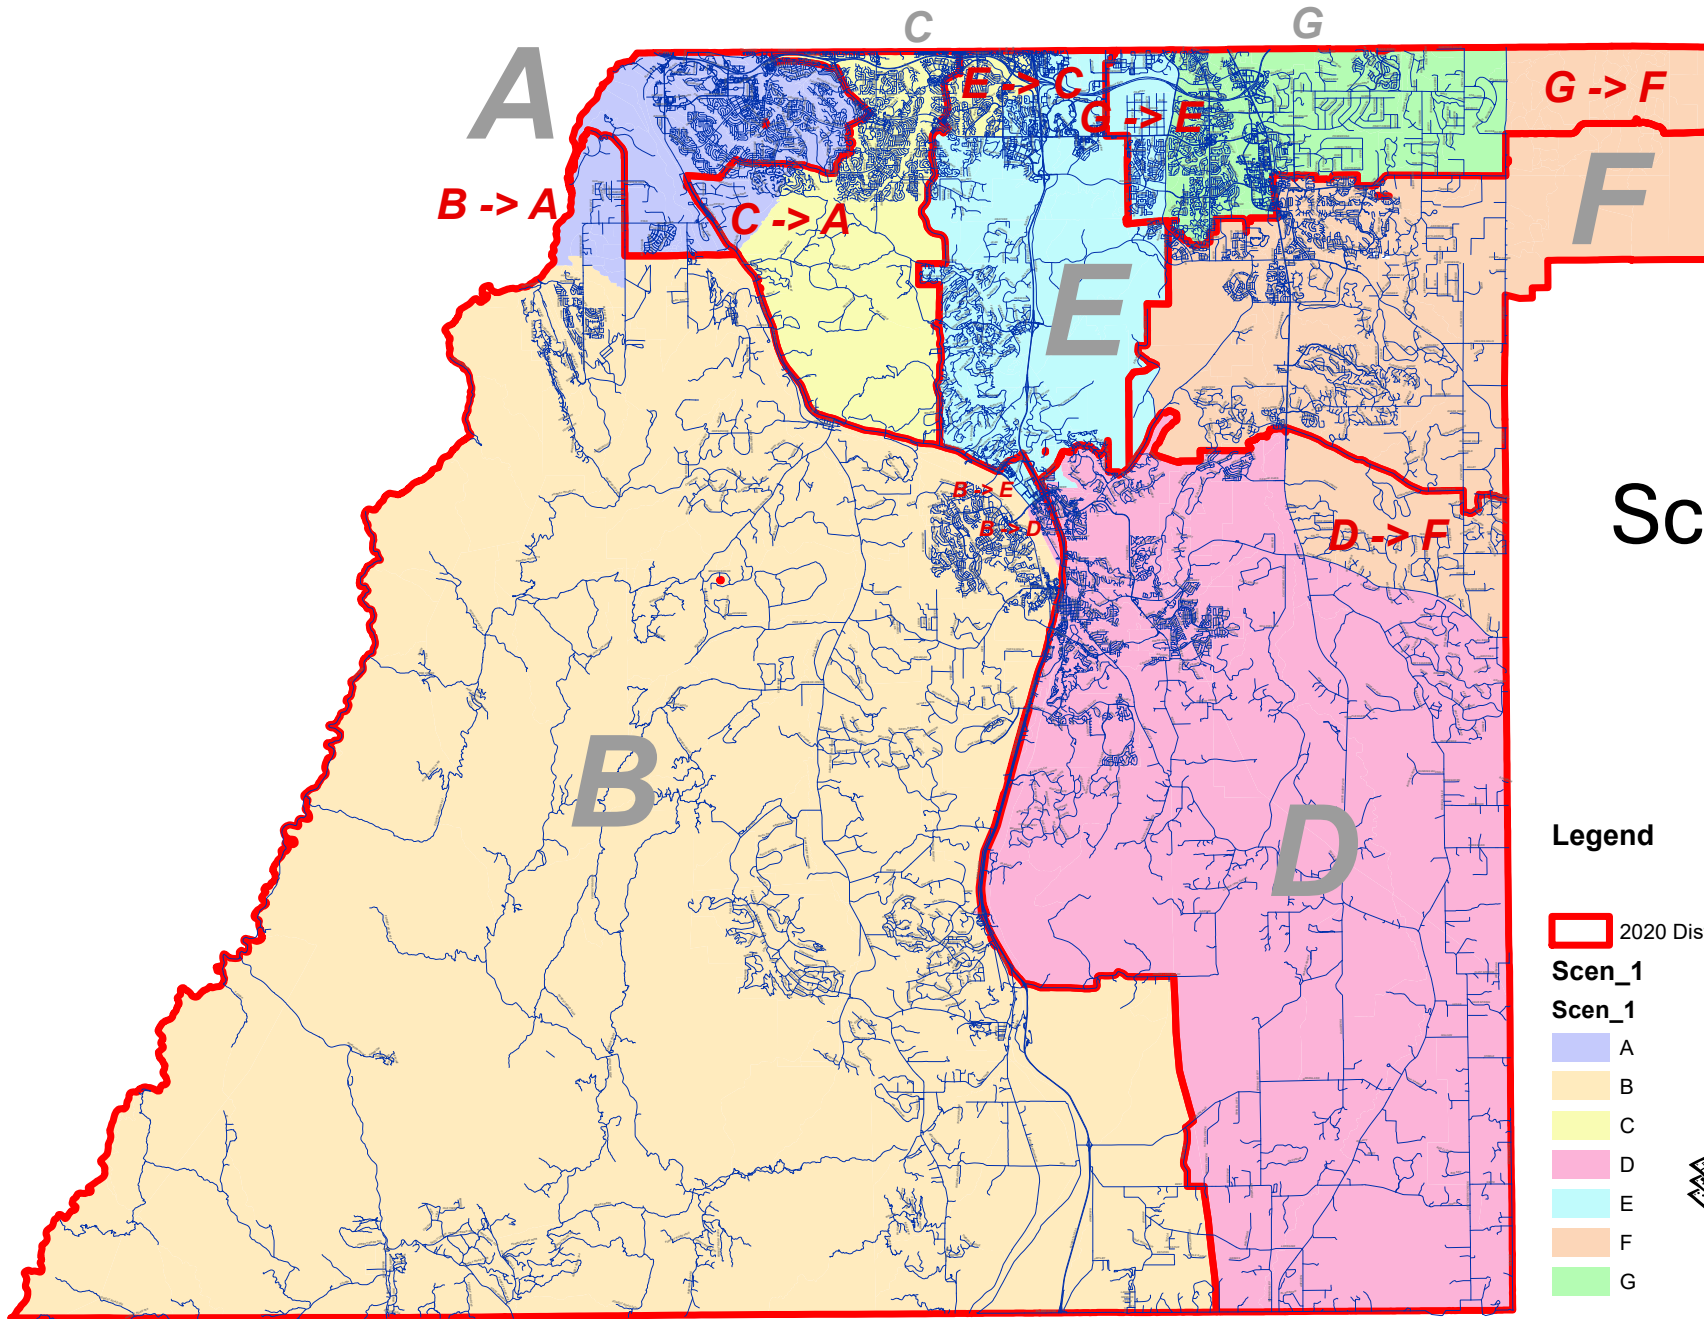 C
G
A
E -> C
G -> F
G -> E
F
B -> A
C -> A
E
Sc
B -> E
B -> D
D -> F
B
D
Legend
2020 Dis
Scen_1
Scen_1
A
B
C
D
E
F
G